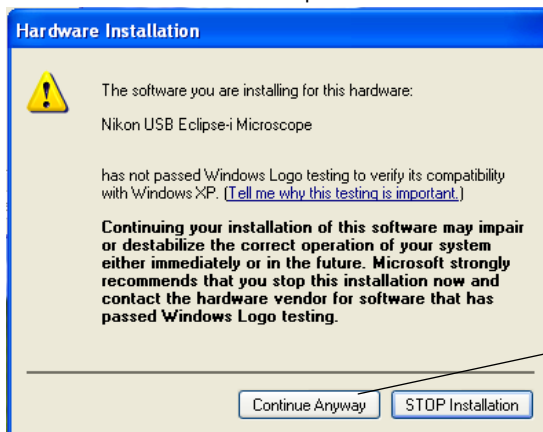 Hardware Installation
The software you are installing for this hardware:
Nikon USB Eclipse-i Microscope
has not passed Windows Logo testing to verify its compatibility
with Windows XP. (Tell me why this testing is important.)
Continuing your installation of this software may impair
or destabilize the correct operation of your system
either immediately or in the future. Microsoft strongly
recommends that you stop this installation now and
contact the hardware vendor for software that has
passed Windows Logo testing.
Continue Anyway
STOP Installation